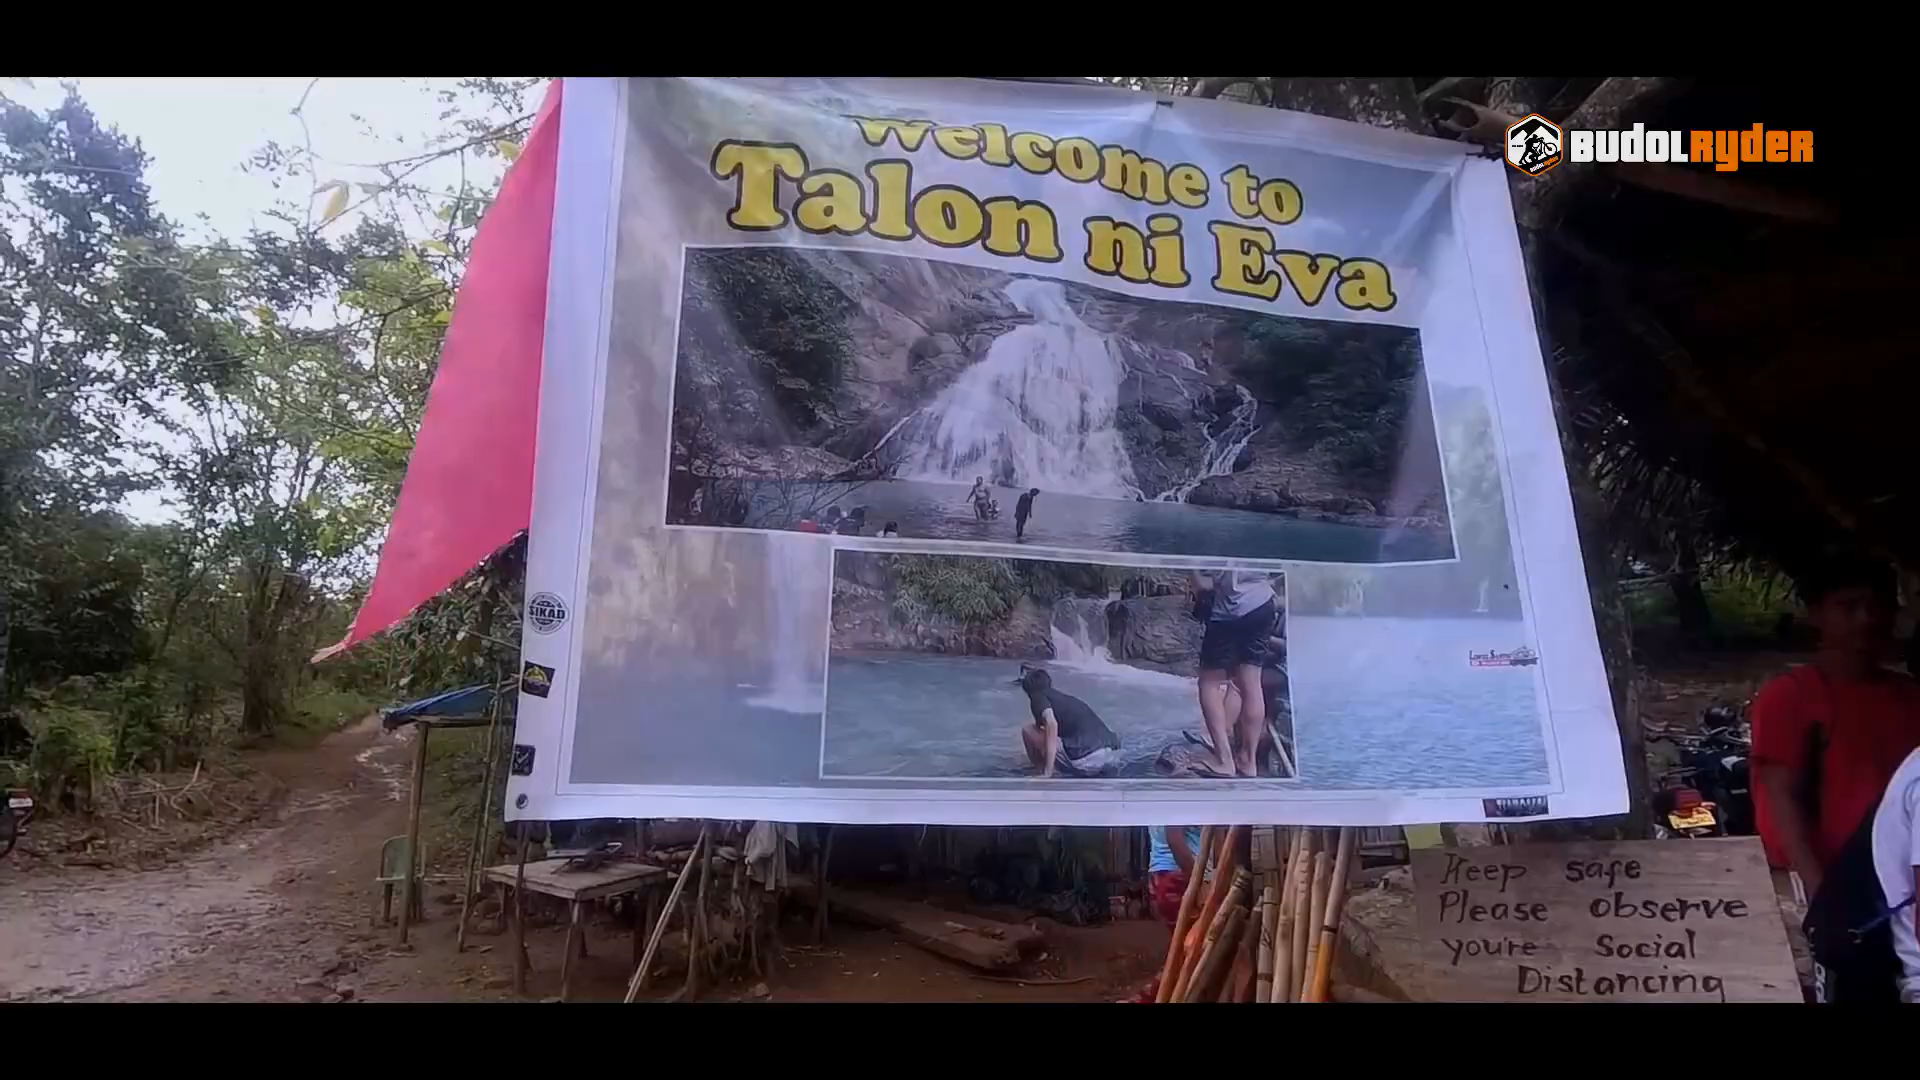 BUDOLRYDER
Welcome to
Talon ni Eva
SIKAD
Keep safe
Please observe
you're Social
Distancing